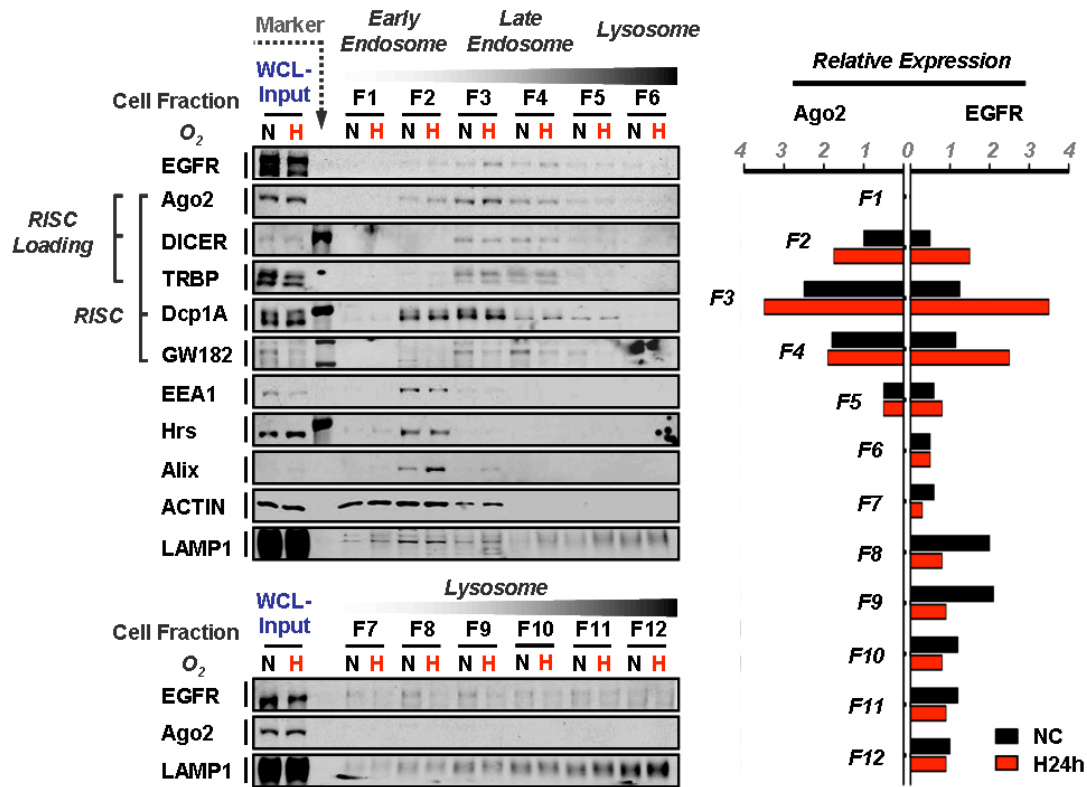 Marker
Early Endosome
Late Endosome
Lysosome
WCL-Input
Cell Fraction
F1 F2 F3 F4 F5 F6
O2
N H N H N H N H N H N H N H
EGFR
Ago2
DICER
TRBP
Dcp1A
GW182
EEA1
Hrs
Alix
ACTIN
LAMP1
RISC Loading
RISC
Lysosome
WCL-Input
Cell Fraction
F7 F8 F9 F10 F11 F12
O2
N H N H N H N H N H N H N H
EGFR
Ago2
LAMP1
Relative Expression
Ago2 EGFR
4 3 2 1 0 0 1 2 3 4
F1
F2
F3
F4
F5
F6
F7
F8
F9
F10
F11
F12
NC
H24h